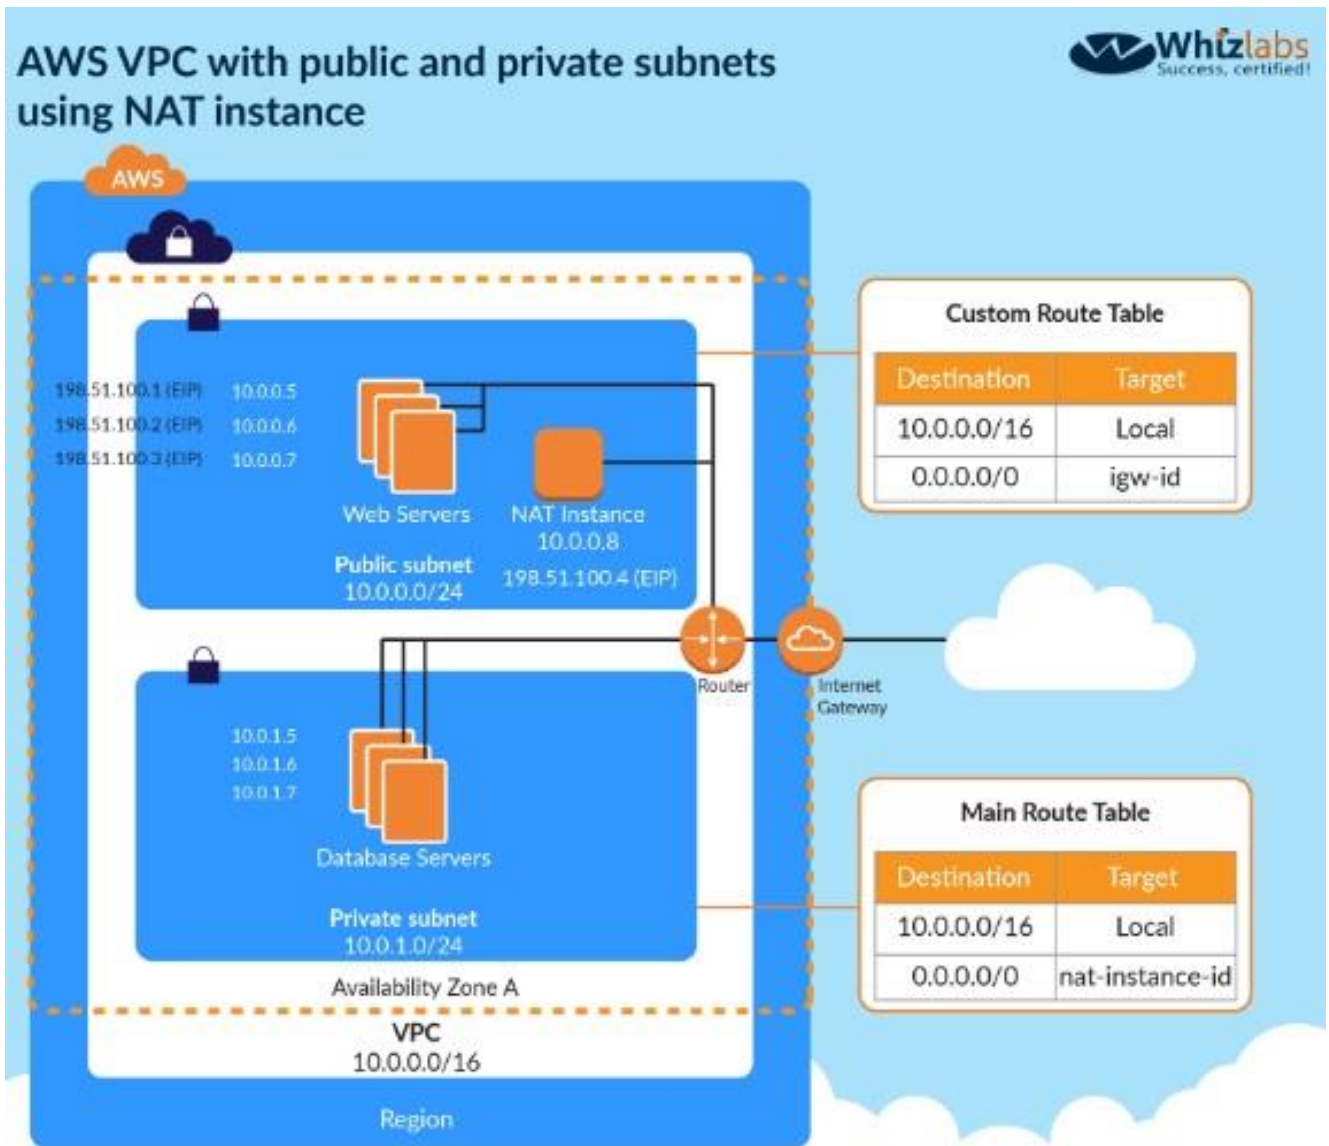 AWS VPC with public and private subnets
using NAT instance
Whizlabs
Success, certified!
AWS
198.51.100.1 (EIP) 10.0.0.5
198.51.100.2 (EIP) 10.0.0.6
198.51.100.3 (EIP) 10.0.0.7
Web Servers
NAT Instance
10.0.0.8
198.51.100.4 (EIP)
Public subnet
10.0.0.0/24
Custom Route Table
Destination Target
10.0.0.0/16 Local
0.0.0.0/0 igw-id
Router
Internet
Gateway
10.0.1.5
10.0.1.6
10.0.1.7
Database Servers
Private subnet
10.0.1.0/24
Main Route Table
Destination Target
10.0.0.0/16 Local
0.0.0.0/0 nat-instance-id
Availability Zone A
VPC
10.0.0.0/16
Region